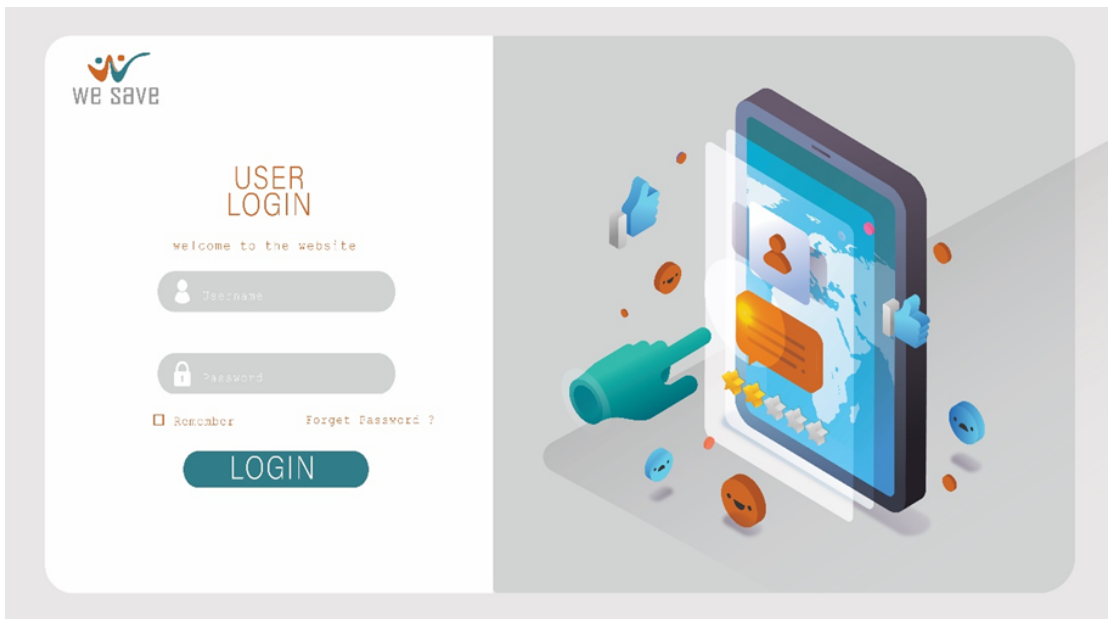 we save
USER
LOGIN
welcome to the website
Username
Password
Remember
Forget Password ?
LOGIN